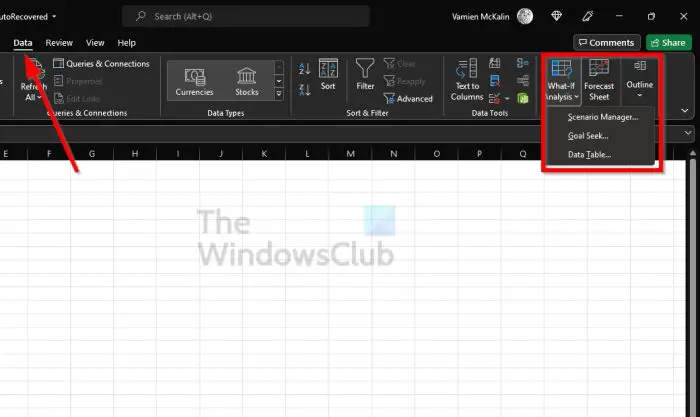 utoRecovered
Search (Alt+Q)
Vamien McKalin
Data Review View Help
Comments Share
Refresh
All
Queries & Connections
Properties
Edit Links
Queries & Connections
Currencies Stocks
Data Types
Sort
Filter
Clear
Reapply
Advanced
Sort & Filter
Text to
Columns
Data Tools
What-If
Analysis
Forecast
Sheet
Outline
Scenario Manager...
Goal Seek...
Data Table...
E F G H I J K L M N O P Q
The
WindowsClub